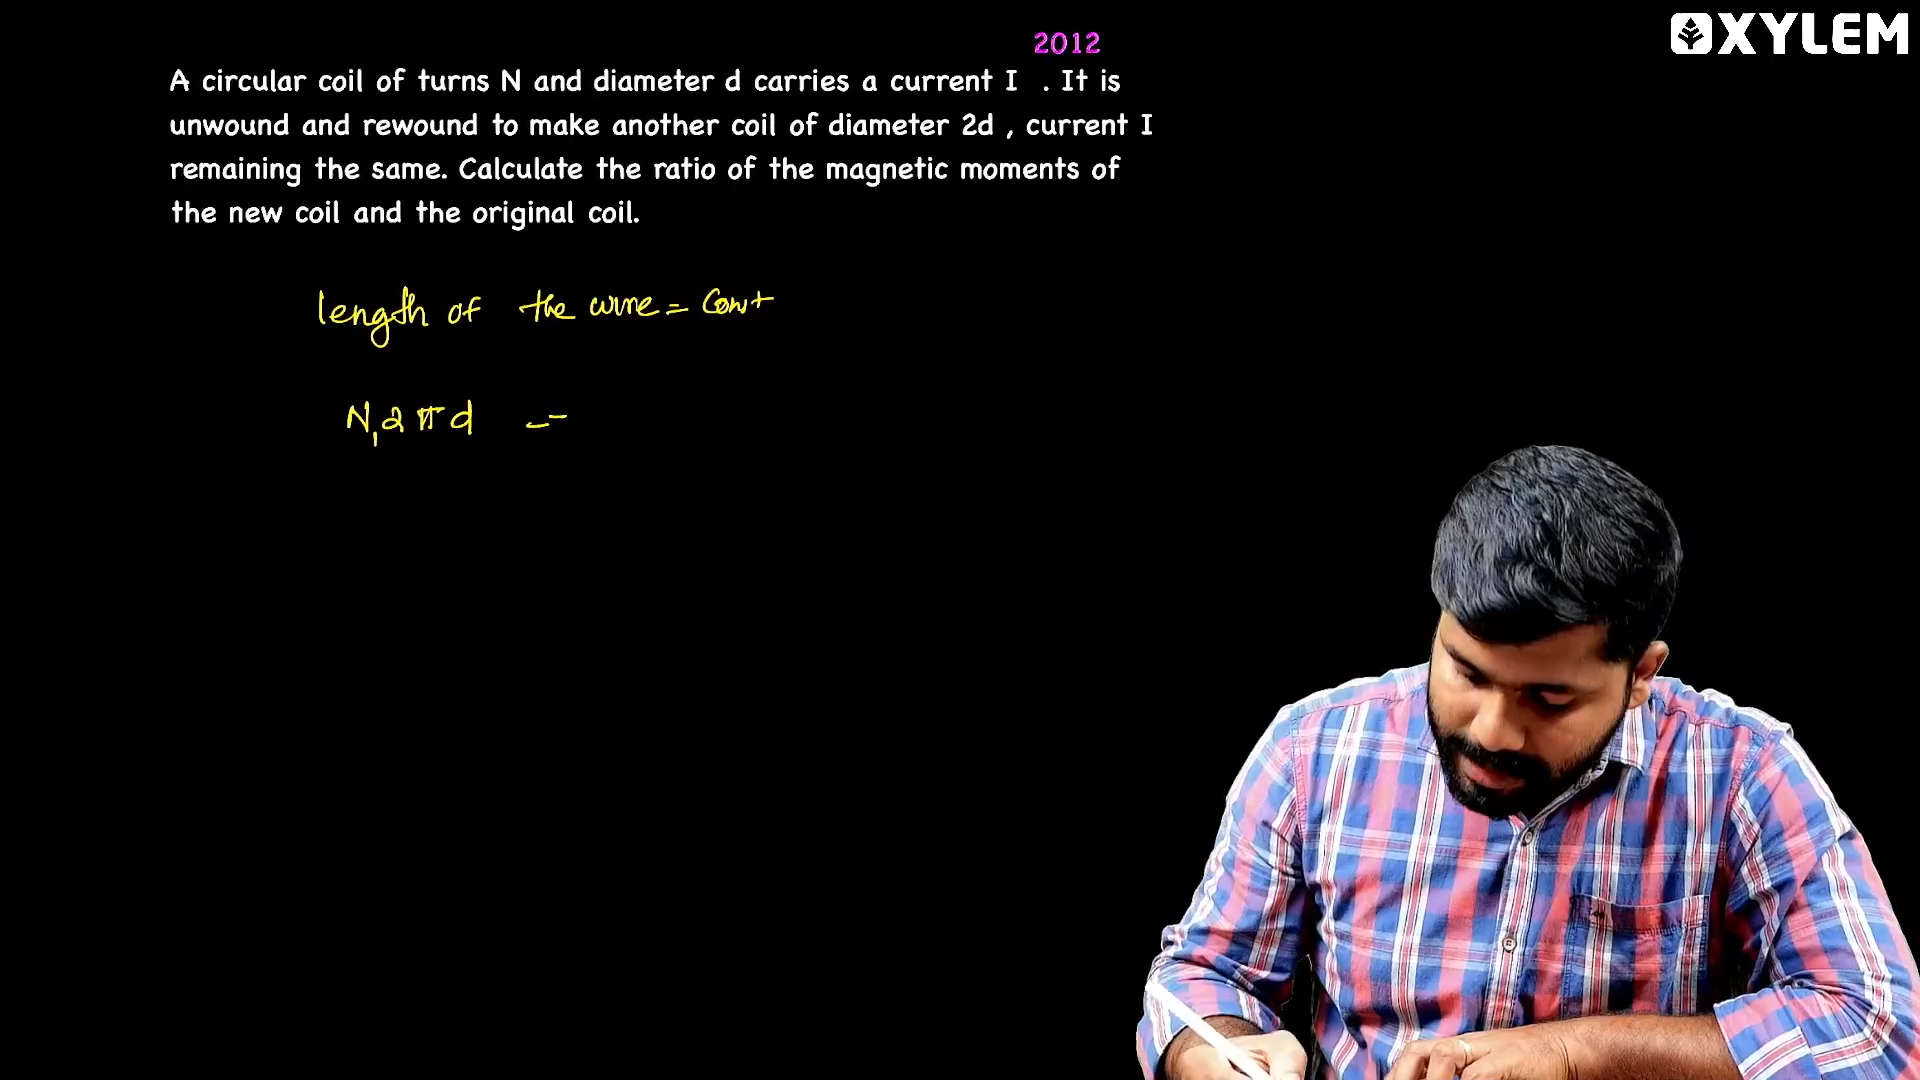 XYLEM
2012
A circular coil of turns N and diameter d carries a current I . It is
unwound and rewound to make another coil of diameter 2d , current I
remaining the same. Calculate the ratio of the magnetic moments of
the new coil and the original coil.
length of the wire = Const
N₁2πd =